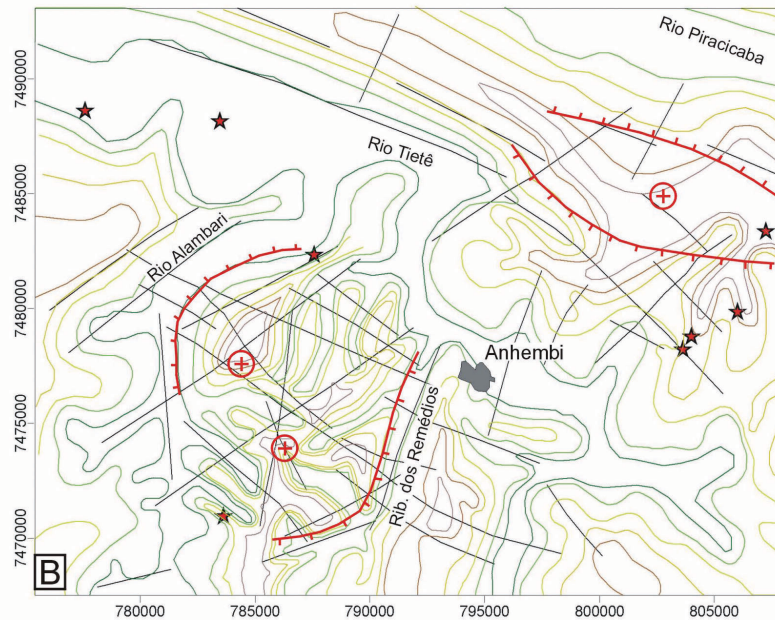 Rio Piracicaba
7490000
Rio Tietê
7485000
Rio Alambari
7480000
Anhembi
7475000
Rib. dos Remédios
7470000
B
780000 785000 790000 795000 800000 805000